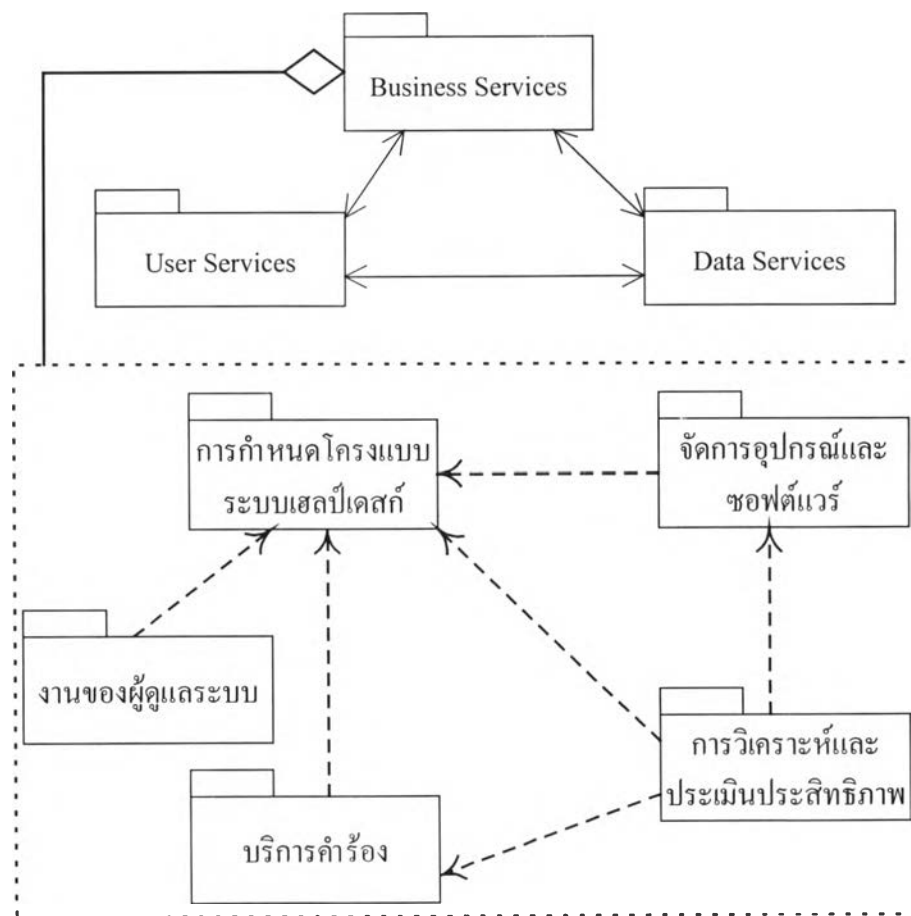 Business Services
User Services
Data Services
การกำหนดโครงแบบ
ระบบเฮลป์เดสก์
จัดการอุปกรณ์และ
ซอฟต์แวร์
งานของผู้ดูแลระบบ
การวิเคราะห์และ
ประเมินประสิทธิภาพ
บริการคำร้อง